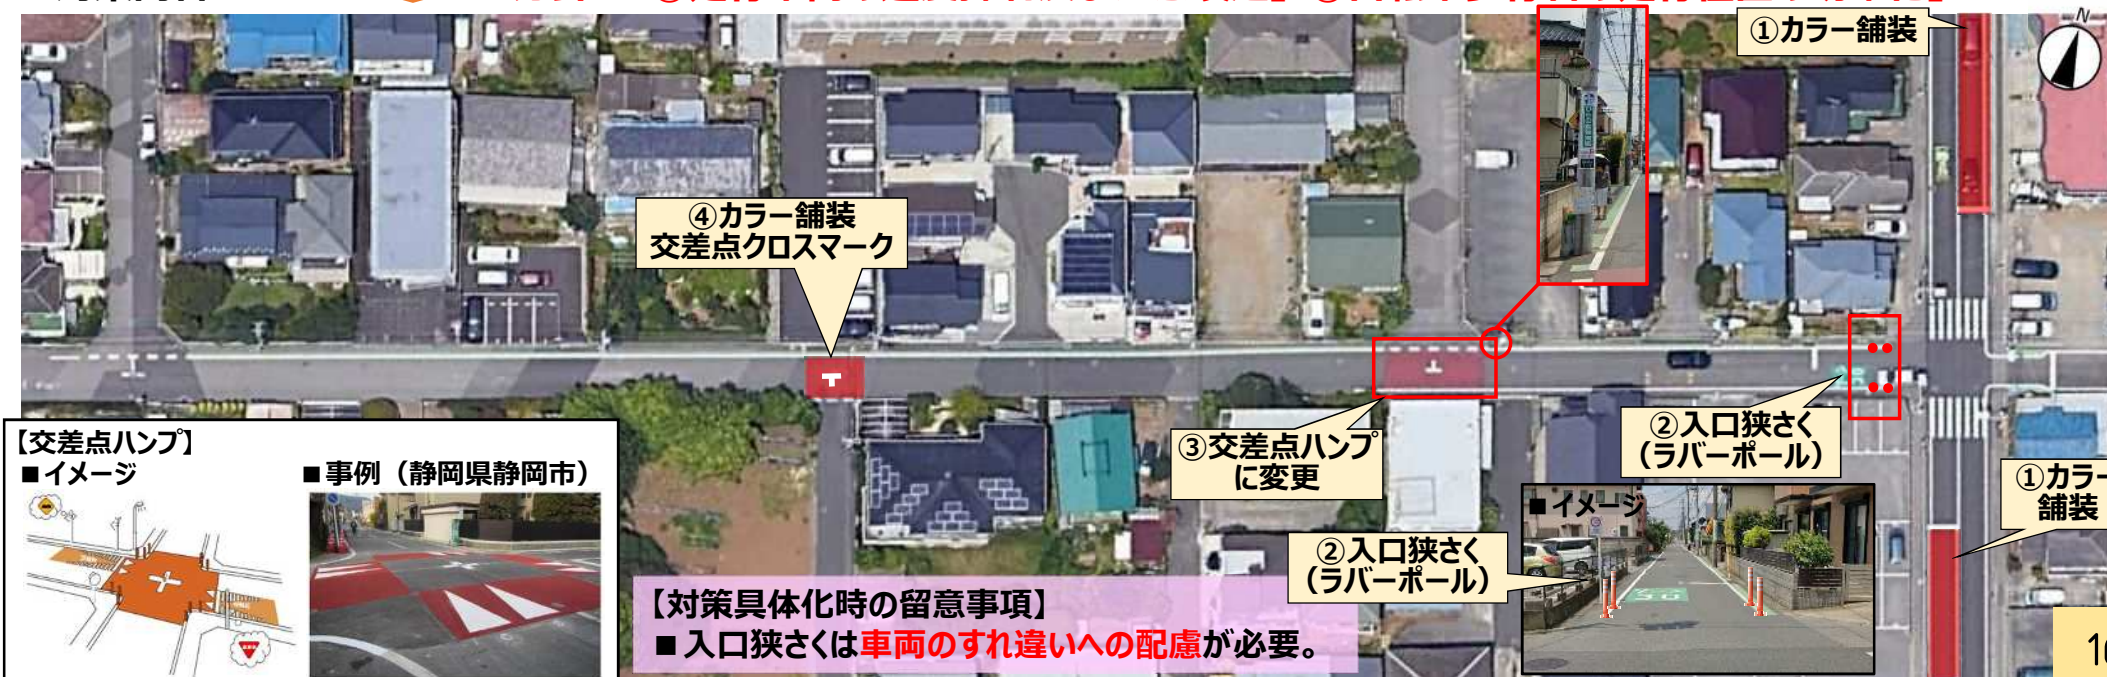 ①カラー舗装
N
④カラー舗装
交差点クロスマーク
③交差点ハンプ
に変更
②入口狭さく
(ラバーポール)
①カラー
舗装
【交差点ハンプ】
■イメージ
■事例（静岡県静岡市）
■イメージ
②入口狭さく
(ラバーポール)
【対策具体化時の留意事項】
■入口狭さくは車両のすれ違いへの配慮が必要。